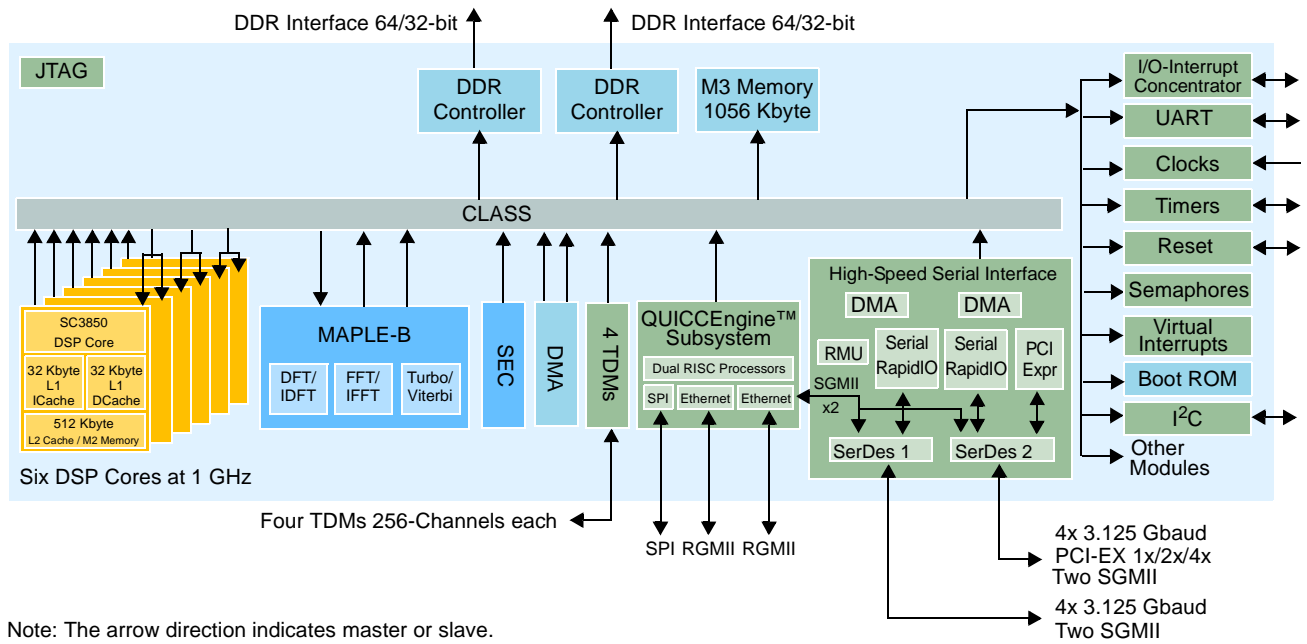 DDR Interface 64/32-bit
DDR Interface 64/32-bit
JTAG
DDR
Controller
DDR
Controller
M3 Memory
1056 Kbyte
I/O-Interrupt
Concentrator
UART
Clocks
Timers
Reset
Semaphores
Virtual
Interrupts
Boot ROM
I²C
Other
Modules
CLASS
SC3850
DSP Core
32 Kbyte
L1
ICache
32 Kbyte
L1
DCache
512 Kbyte
L2 Cache / M2 Memory
Six DSP Cores at 1 GHz
MAPLE-B
DFT/
IDFT
FFT/
IFFT
Turbo/
Viterbi
SEC
DMA
4 TDMs
QUICCEngine™
Subsystem
Dual RISC Processors
SPI
Ethernet
Ethernet
High-Speed Serial Interface
DMA
DMA
RMU
Serial
RapidIO
Serial
RapidIO
PCI
Expr
SGMII
x2
SerDes 1
SerDes 2
Four TDMs 256-Channels each
SPI
RGMII
RGMII
4x 3.125 Gbaud
PCI-EX 1x/2x/4x
Two SGMII
4x 3.125 Gbaud
Two SGMII
Note: The arrow direction indicates master or slave.